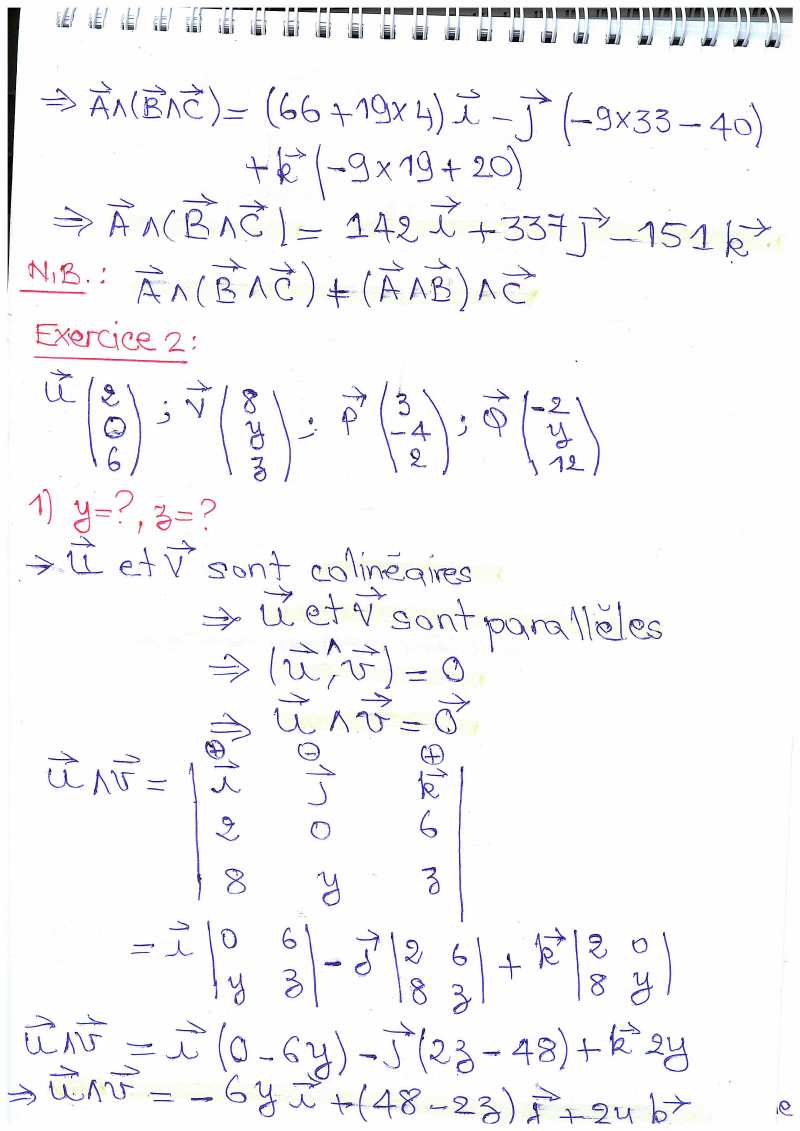 ⇒ A⃗∧(B⃗∧C⃗) = (66+19×4) i⃗ - j⃗ (-9×33-40)
+ k⃗ (-9×19+20)
⇒ A⃗∧(B⃗∧C⃗) = 142 i⃗ + 337 j⃗ - 151 k⃗
N.B.: A⃗∧(B⃗∧C⃗) ≠ (A⃗∧B⃗)∧C⃗
Exercice 2:
u⃗ (2 0 6) ; v⃗ (8 y z) ; P⃗ (3 -4 2) ; Q⃗ (-2 y 12)
1) y=?, z=?
→ u⃗ et v⃗ sont colinéaires
⇒ u⃗ et v⃗ sont parallèles
⇒ (u⃗,^v⃗) = 0
⇒ u⃗∧v⃗ = 0⃗
⊕ ⊖ ⊕
u⃗∧v⃗ = | i⃗ j⃗ k⃗ |
| 2 0 6 |
| 8 y z |
= i⃗ |0 6 y z| - j⃗ |2 6 8 z| + k⃗ |2 0 8 y|
u⃗∧v⃗ = i⃗ (0-6y) - j⃗ (2z-48) + k⃗ 2y
⇒ u⃗∧v⃗ = -6y i⃗ + (48-2z) j⃗ + 2y k⃗